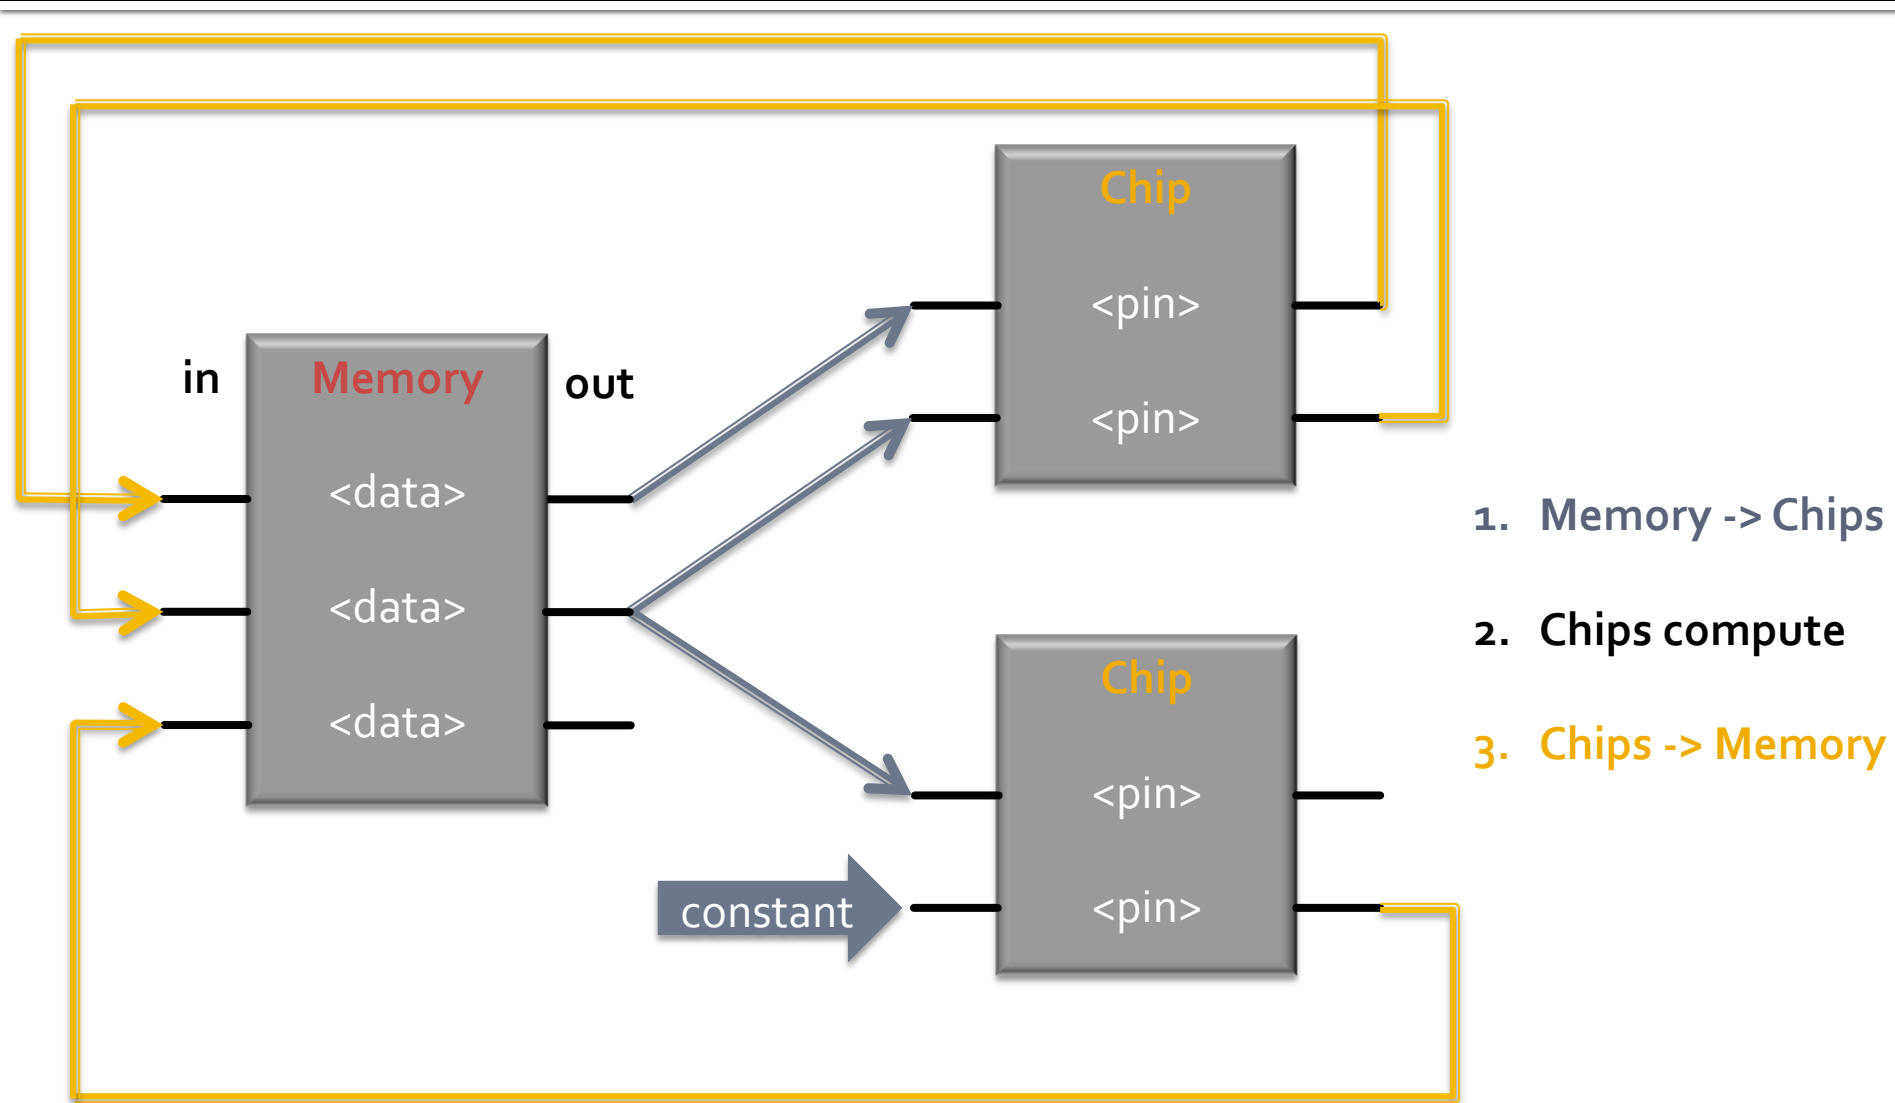 Chip
<pin>
<pin>
in
Memory
out
<data>
<data>
<data>
1. Memory -> Chips
2. Chips compute
3. Chips -> Memory
Chip
<pin>
constant
<pin>